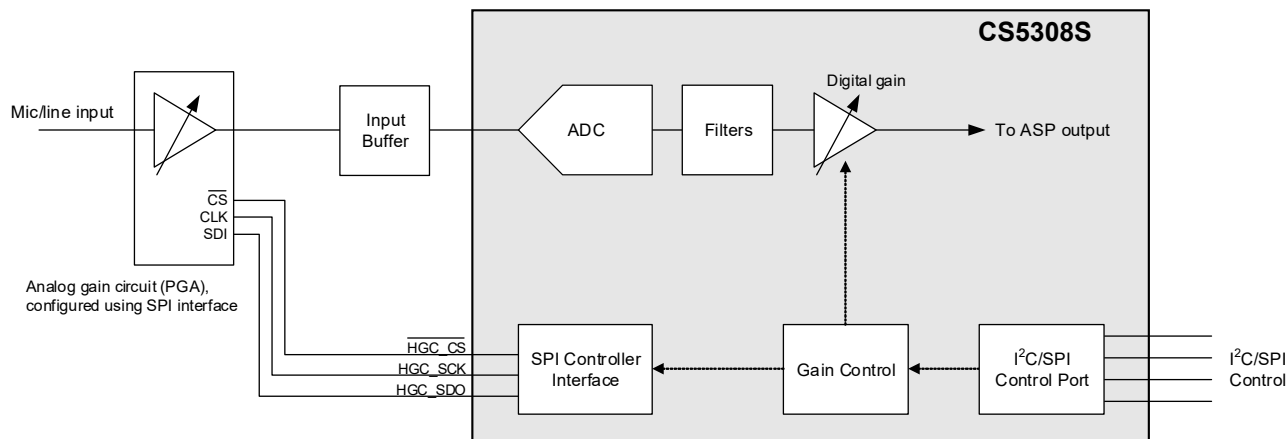 CS5308S
Mic/line input
Input
Buffer
ADC
Filters
Digital gain
To ASP output
CS
CLK
SDI
Analog gain circuit (PGA),
configured using SPI interface
HGC_CS
HGC_SCK
HGC_SDO
SPI Controller
Interface
Gain Control
I²C/SPI
Control Port
I²C/SPI
Control